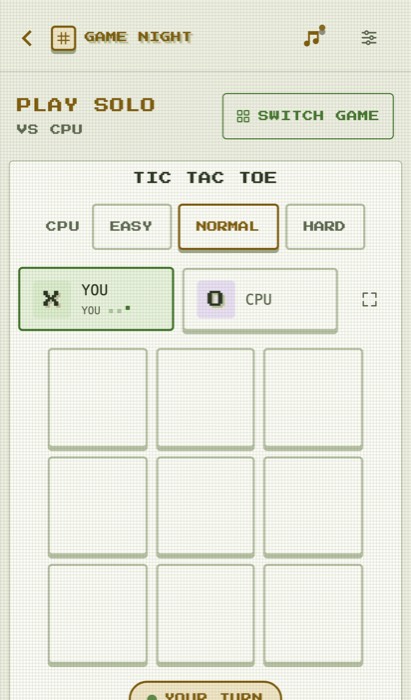 GAME NIGHT
PLAY SOLO
VS CPU
SWITCH GAME
TIC TAC TOE
CPU EASY NORMAL HARD
X YOU
YOU
O CPU
YOUR TURN